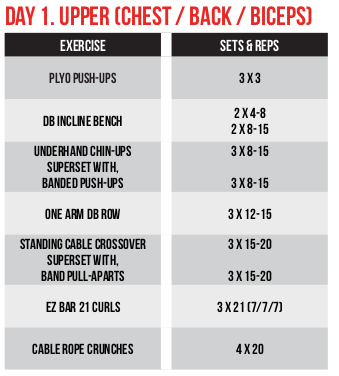 DAY 1. UPPER (CHEST / BACK / BICEPS)
EXERCISE
SETS & REPS
PLYO PUSH-UPS
3 X 3
DB INCLINE BENCH
2 X 4-8
2 X 8-15
UNDERHAND CHIN-UPS
SUPERSET WITH,
BANDED PUSH-UPS
3 X 8-15
3 X 8-15
ONE ARM DB ROW
3 X 12-15
STANDING CABLE CROSSOVER
SUPERSET WITH,
BAND PULL-APARTS
3 X 15-20
3 X 15-20
EZ BAR 21 CURLS
3 X 21 (7/7/7)
CABLE ROPE CRUNCHES
4 X 20